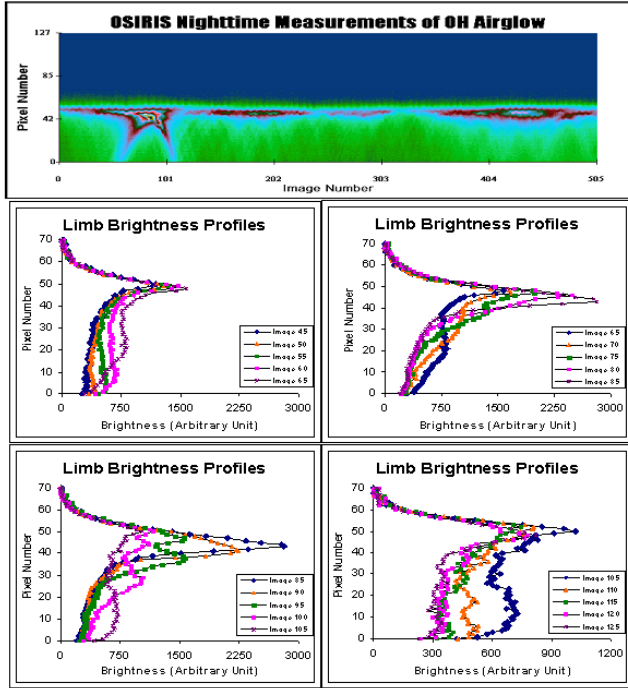 OSIRIS Nighttime Measurements of OH Airglow
127
85
42
0
Pixel Number
0 101 202 303 404 505
Image Number
Limb Brightness Profiles
70
60
50
40
30
20
10
0
Pixel Number
Image 45
Image 50
Image 55
Image 60
Image 65
0 750 1500 2250 3000
Brightness (Arbitrary Unit)
Limb Brightness Profiles
70
60
50
40
30
20
10
0
Pixel Number
Image 65
Image 70
Image 75
Image 80
Image 85
0 750 1500 2250 3000
Brightness (Arbitrary Unit)
Limb Brightness Profiles
70
60
50
40
30
20
10
0
Pixel Number
Image 85
Image 90
Image 95
Image 100
Image 105
0 750 1500 2250 3000
Brightness (Arbitrary Unit)
Limb Brightness Profiles
70
60
50
40
30
20
10
0
Pixel Number
Image 105
Image 110
Image 115
Image 120
Image 125
0 300 600 900 1200
Brightness (Arbitrary Unit)